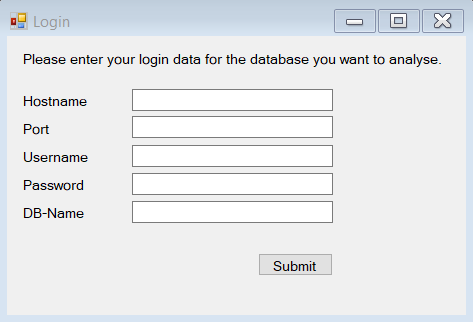 Login
Please enter your login data for the database you want to analyse.
Hostname
Port
Username
Password
DB-Name
Submit